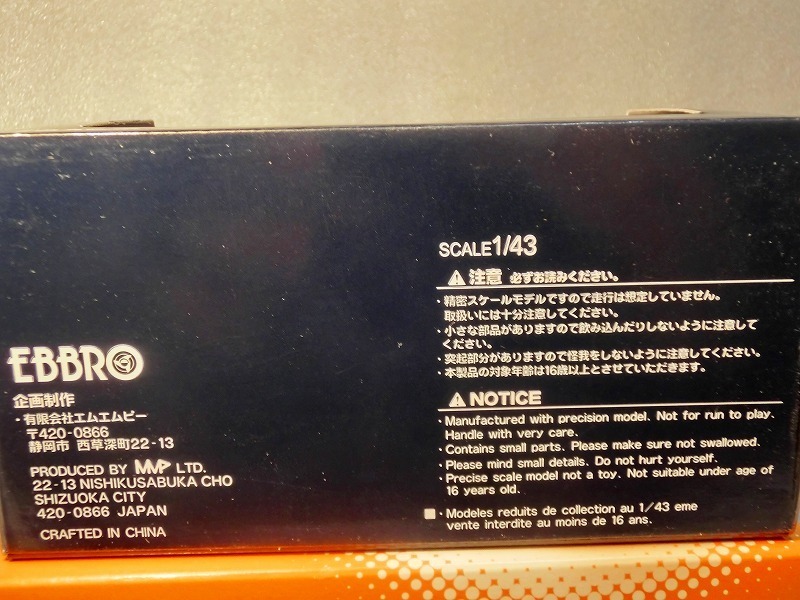 SCALE1/43
注意 必ずお読みください。
・精密スケールモデルですので走行は想定していません。
取扱いには十分注意してください。
・小さな部品がありますので飲み込んだりしないように注意して
ください。
・突起部分がありますので怪我をしないように注意してください。
・本製品の対象年齢は16歳以上とさせていただきます。
NOTICE
・Manufactured with precision model. Not for run to play.
Handle with very care.
・Contains small parts. Please make sure not swallowed.
・Please mind small details. Do not hurt yourself.
・Precise scale model not a toy. Not suitable under age of
16 years old.
・Modeles reduits de collection au 1/43 eme
vente interdite au moins de 16 ans.
EBBRO
企画制作
・有限会社エムエムピー
〒420-0866
静岡市 西草深町22-13
PRODUCED BY MMP LTD.
22-13 NISHIKUSABUKA CHO
SHIZUOKA CITY
420-0866 JAPAN
CRAFTED IN CHINA